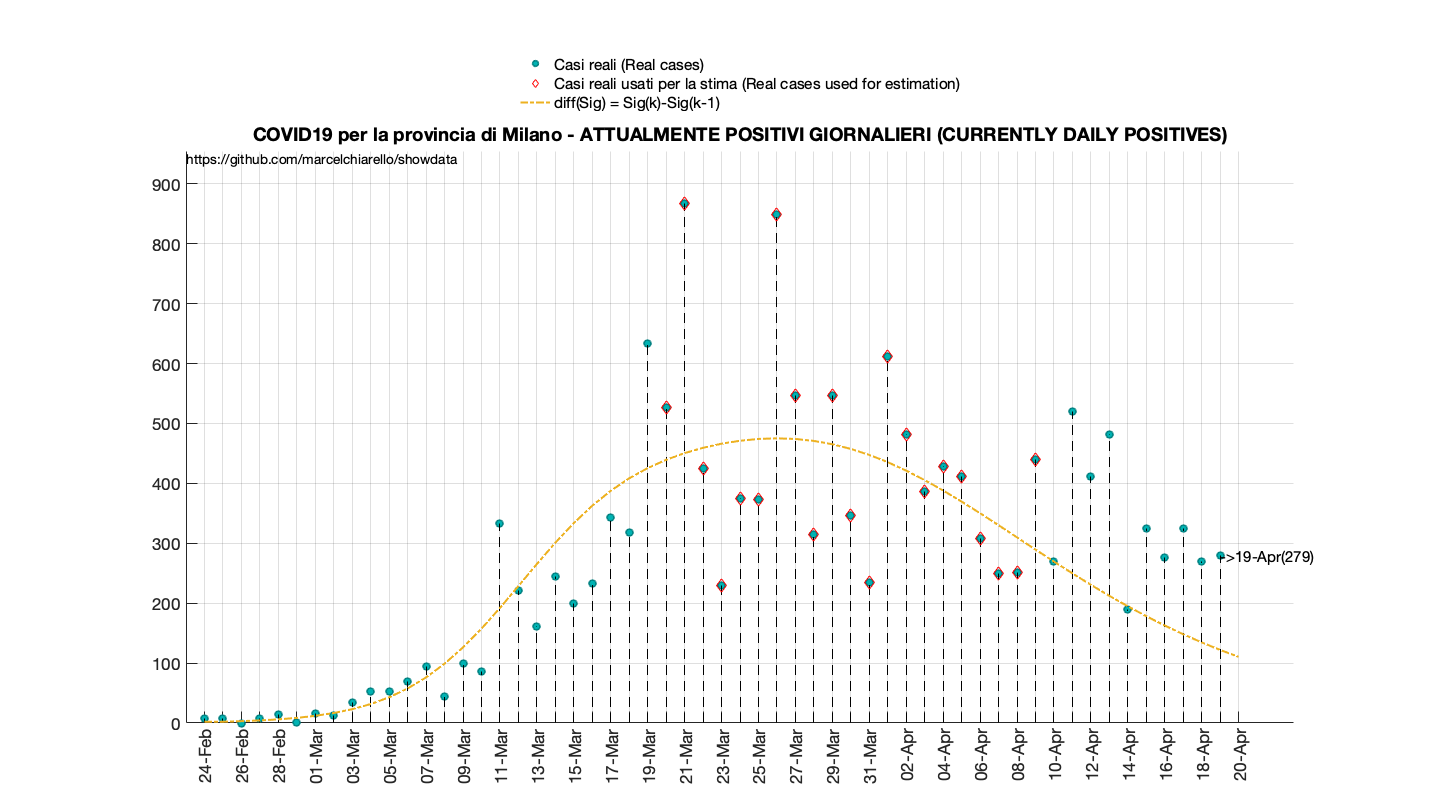 Casi reali (Real cases)
Casi reali usati per la stima (Real cases used for estimation)
diff(Sig) = Sig(k)-Sig(k-1)
COVID19 per la provincia di Milano - ATTUALMENTE POSITIVI GIORNALIERI (CURRENTLY DAILY POSITIVES)
https://github.com/marcelchiarello/showdata
900
800
700
600
500
400
300
200
100
0
->19-Apr(279)
24-Feb
26-Feb
28-Feb
01-Mar
03-Mar
05-Mar
07-Mar
09-Mar
11-Mar
13-Mar
15-Mar
17-Mar
19-Mar
21-Mar
23-Mar
25-Mar
27-Mar
29-Mar
31-Mar
02-Apr
04-Apr
06-Apr
08-Apr
10-Apr
12-Apr
14-Apr
16-Apr
18-Apr
20-Apr